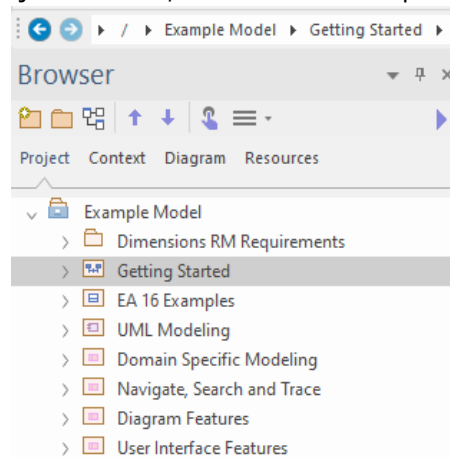 / Example Model Getting Started
Browser
Project Context Diagram Resources
Example Model
Dimensions RM Requirements
Getting Started
EA 16 Examples
UML Modeling
Domain Specific Modeling
Navigate, Search and Trace
Diagram Features
User Interface Features